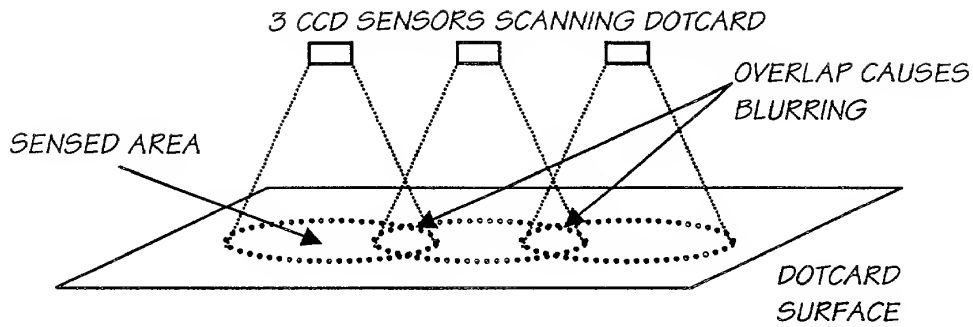 3 CCD SENSORS SCANNING DOTCARD
OVERLAP CAUSES
BLURRING
SENSED AREA
DOTCARD
SURFACE